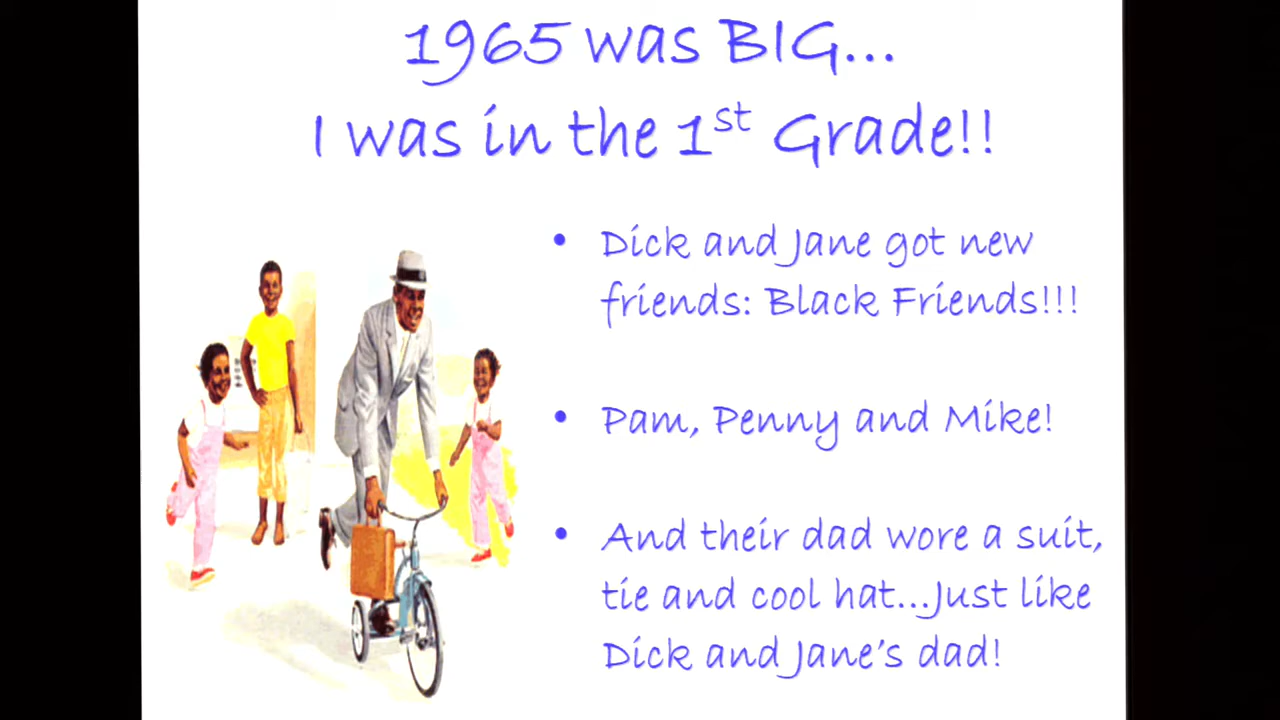 1965 was BIG...
I was in the 1st Grade!!
• Dick and Jane got new
friends: Black Friends!!!
• Pam, Penny and Mike!
• And their dad wore a suit,
tie and cool hat...Just like
Dick and Jane's dad!